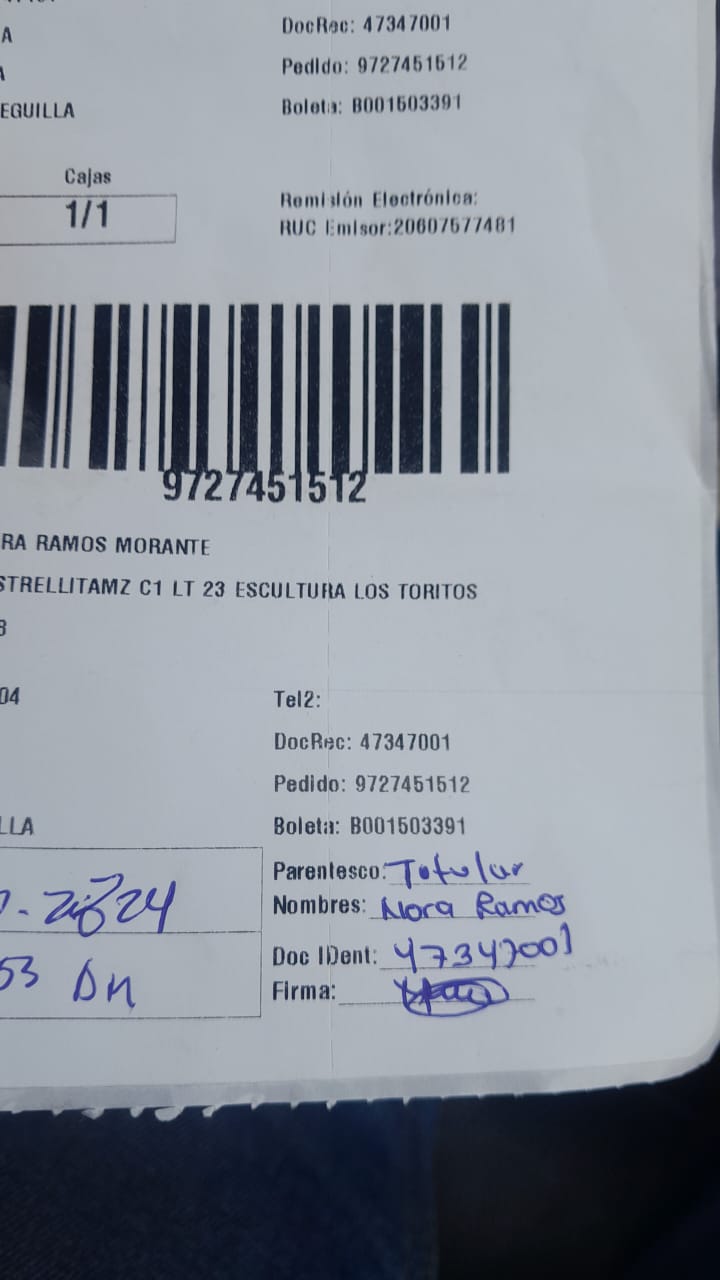 A
DocRec: 47347001
Pedido: 9727451512
EGUILLA
Boleta: B001503391
Cajas
1/1
Remisión Electrónica:
RUC Emisor:20607577481
9727451512
RA RAMOS MORANTE
STRELLITAMZ C1 LT 23 ESCULTURA LOS TORITOS
04
Tel2:
DocRec: 47347001
Pedido: 9727451512
LLA
Boleta: B001503391
Parentesco: Totular
Nombres: Nora Ramos
Doc IDent: 47347001
53
Firma: